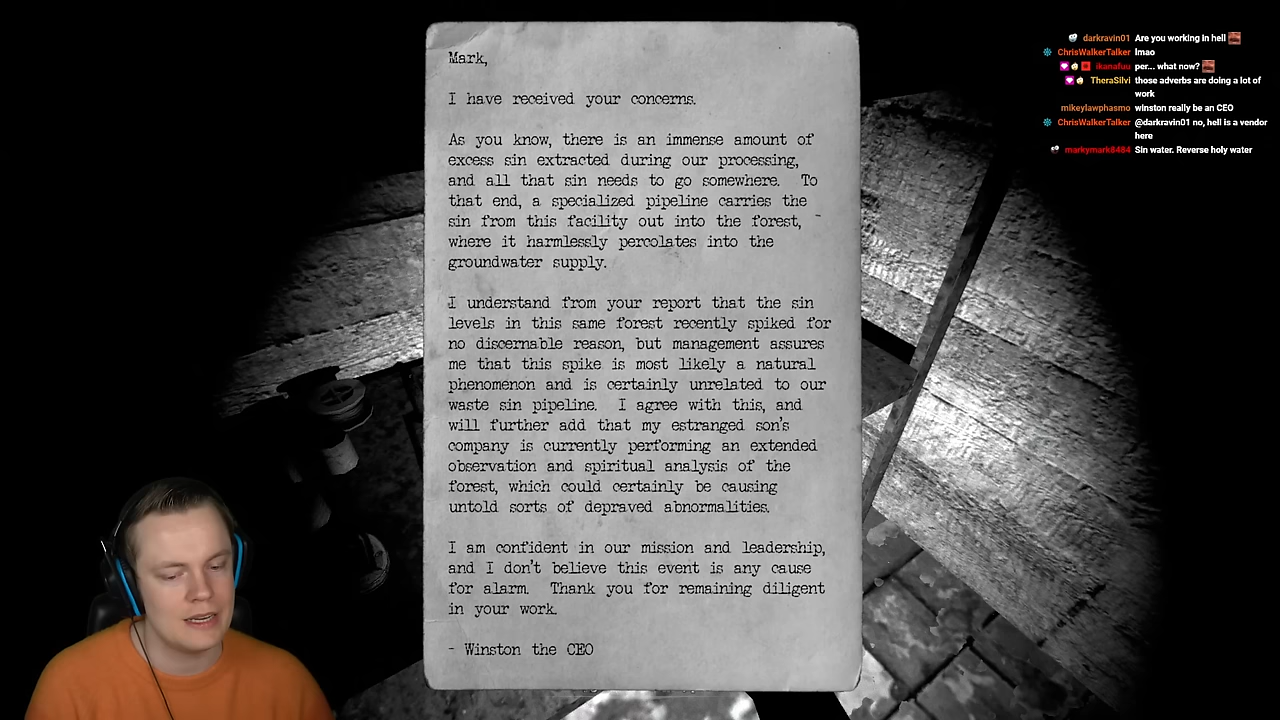 Mark,
I have received your concerns.
As you know, there is an immense amount of
excess sin extracted during our processing,
and all that sin needs to go somewhere.  To
that end, a specialized pipeline carries the
sin from this facility out into the forest,
where it harmlessly percolates into the
groundwater supply.
I understand from your report that the sin
levels in this same forest recently spiked for
no discernable reason, but management assures
me that this spike is most likely a natural
phenomenon and is certainly unrelated to our
waste sin pipeline.  I agree with this, and
will further add that my estranged son's
company is currently performing an extended
observation and spiritual analysis of the
forest, which could certainly be causing
untold sorts of depraved abnormalities.
I am confident in our mission and leadership,
and I don't believe this event is any cause
for alarm.  Thank you for remaining diligent
in your work.
- Winston the CEO
darkravin01 Are you working in hell
ChrisWalkerTalker lmao
ikanafuu per... what now?
TheraSilvi those adverbs are doing a lot of
work
mikeylawphasmo winston really be an CEO
ChrisWalkerTalker @darkravin01 no, hell is a vendor
here
markymark8484 Sin water. Reverse holy water